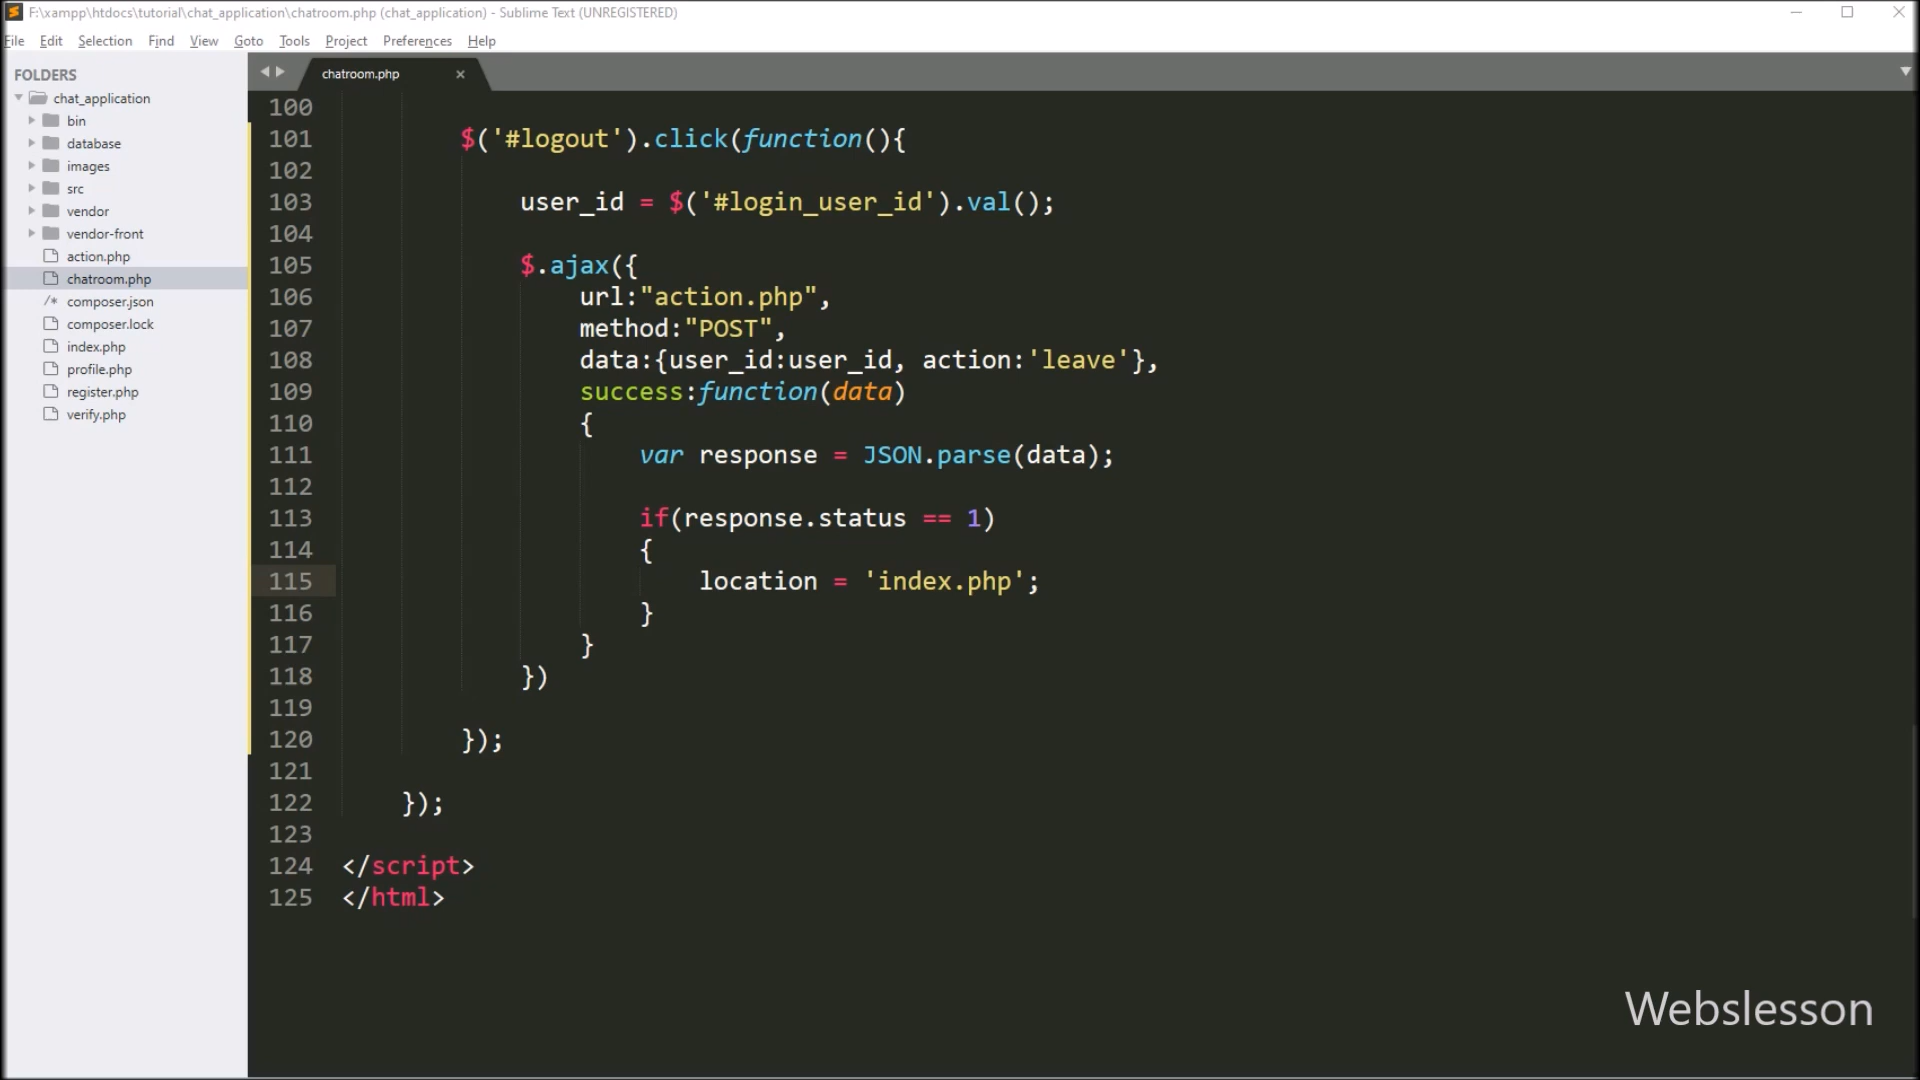 F:\xampp\htdocs\tutorial\chat_application\chatroom.php (chat_application) - Sublime Text (UNREGISTERED)
File Edit Selection Find View Goto Tools Project Preferences Help
FOLDERS
chat_application
bin
database
images
src
vendor
vendor-front
action.php
chatroom.php
/* composer.json
composer.lock
index.php
profile.php
register.php
verify.php
chatroom.php
100
101 $('#logout').click(function(){
102
103 user_id = $('#login_user_id').val();
104
105 $.ajax({
106 url:"action.php",
107 method:"POST",
108 data:{user_id:user_id, action:'leave'},
109 success:function(data)
110 {
111 var response = JSON.parse(data);
112
113 if(response.status == 1)
114 {
115 location = 'index.php';
116 }
117 }
118 })
119
120 });
121
122 });
123
124 </script>
125 </html>
Webslesson